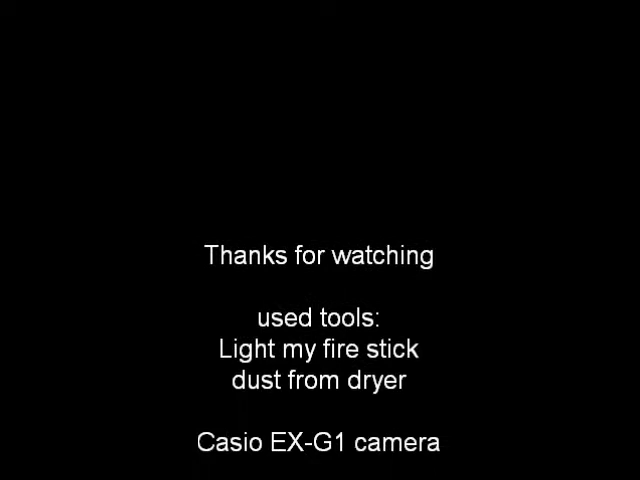 Thanks for watching
used tools:
Light my fire stick
dust from dryer
Casio EX-G1 camera